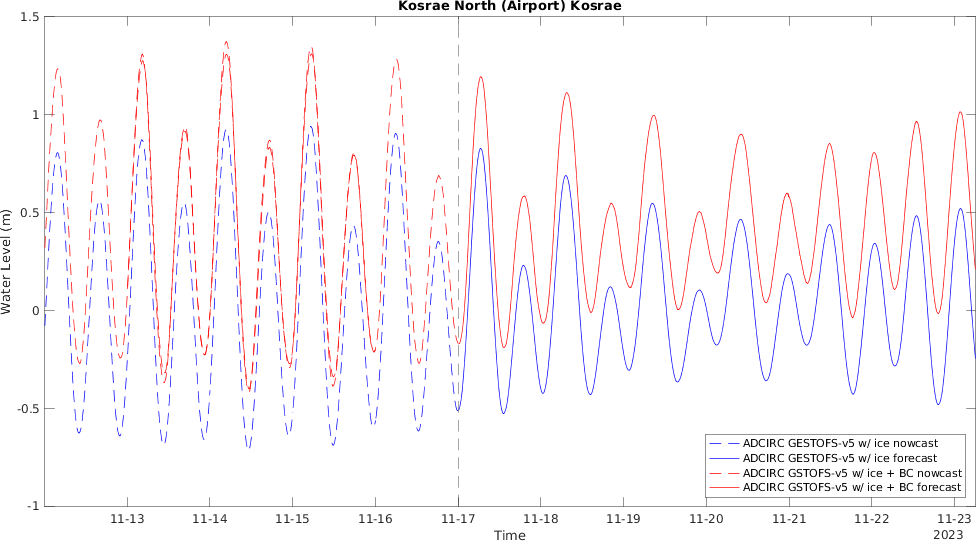 Kosrae North (Airport) Kosrae
1.5
1
0.5
0
-0.5
-1
Water Level (m)
ADCIRC GESTOFS-v5 w/ ice nowcast
ADCIRC GESTOFS-v5 w/ ice forecast
ADCIRC GSTOFS-v5 w/ ice + BC nowcast
ADCIRC GSTOFS-v5 w/ ice + BC forecast
11-13 11-14 11-15 11-16 11-17 11-18 11-19 11-20 11-21 11-22 11-23
Time
2023